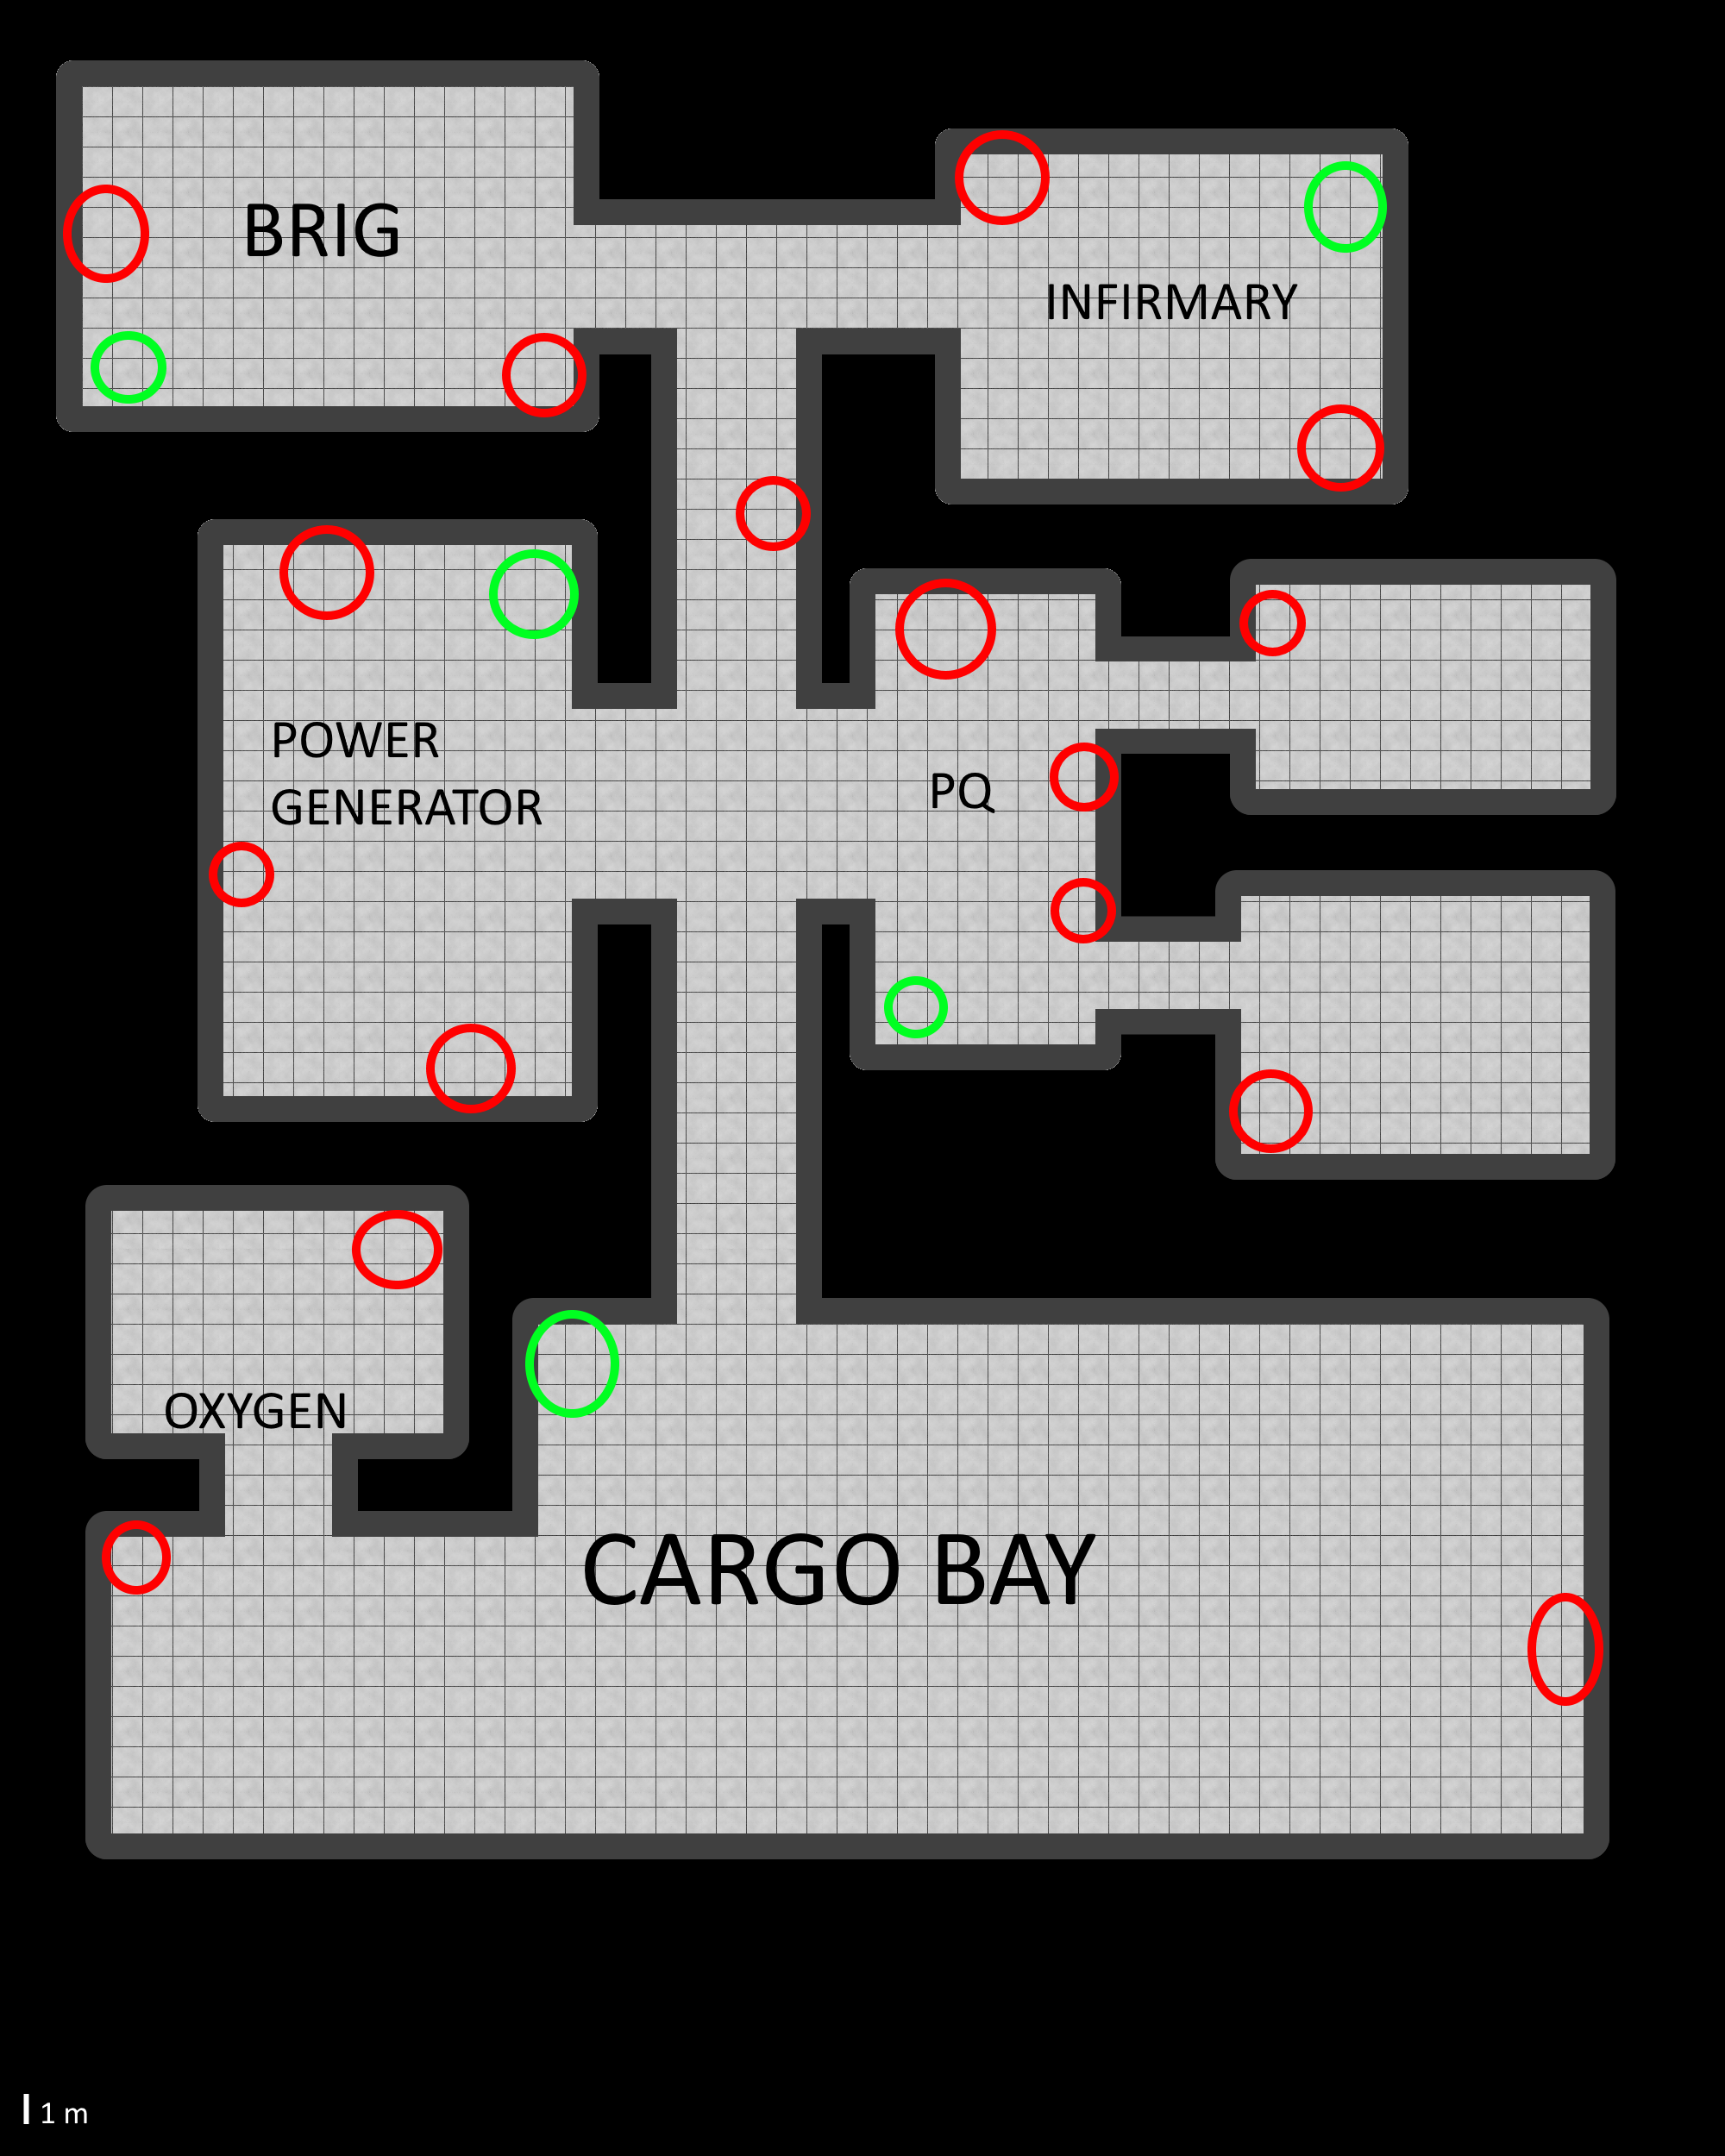 BRIG
INFIRMARY
POWER
GENERATOR
PQ
OXYGEN
CARGO BAY
1 m